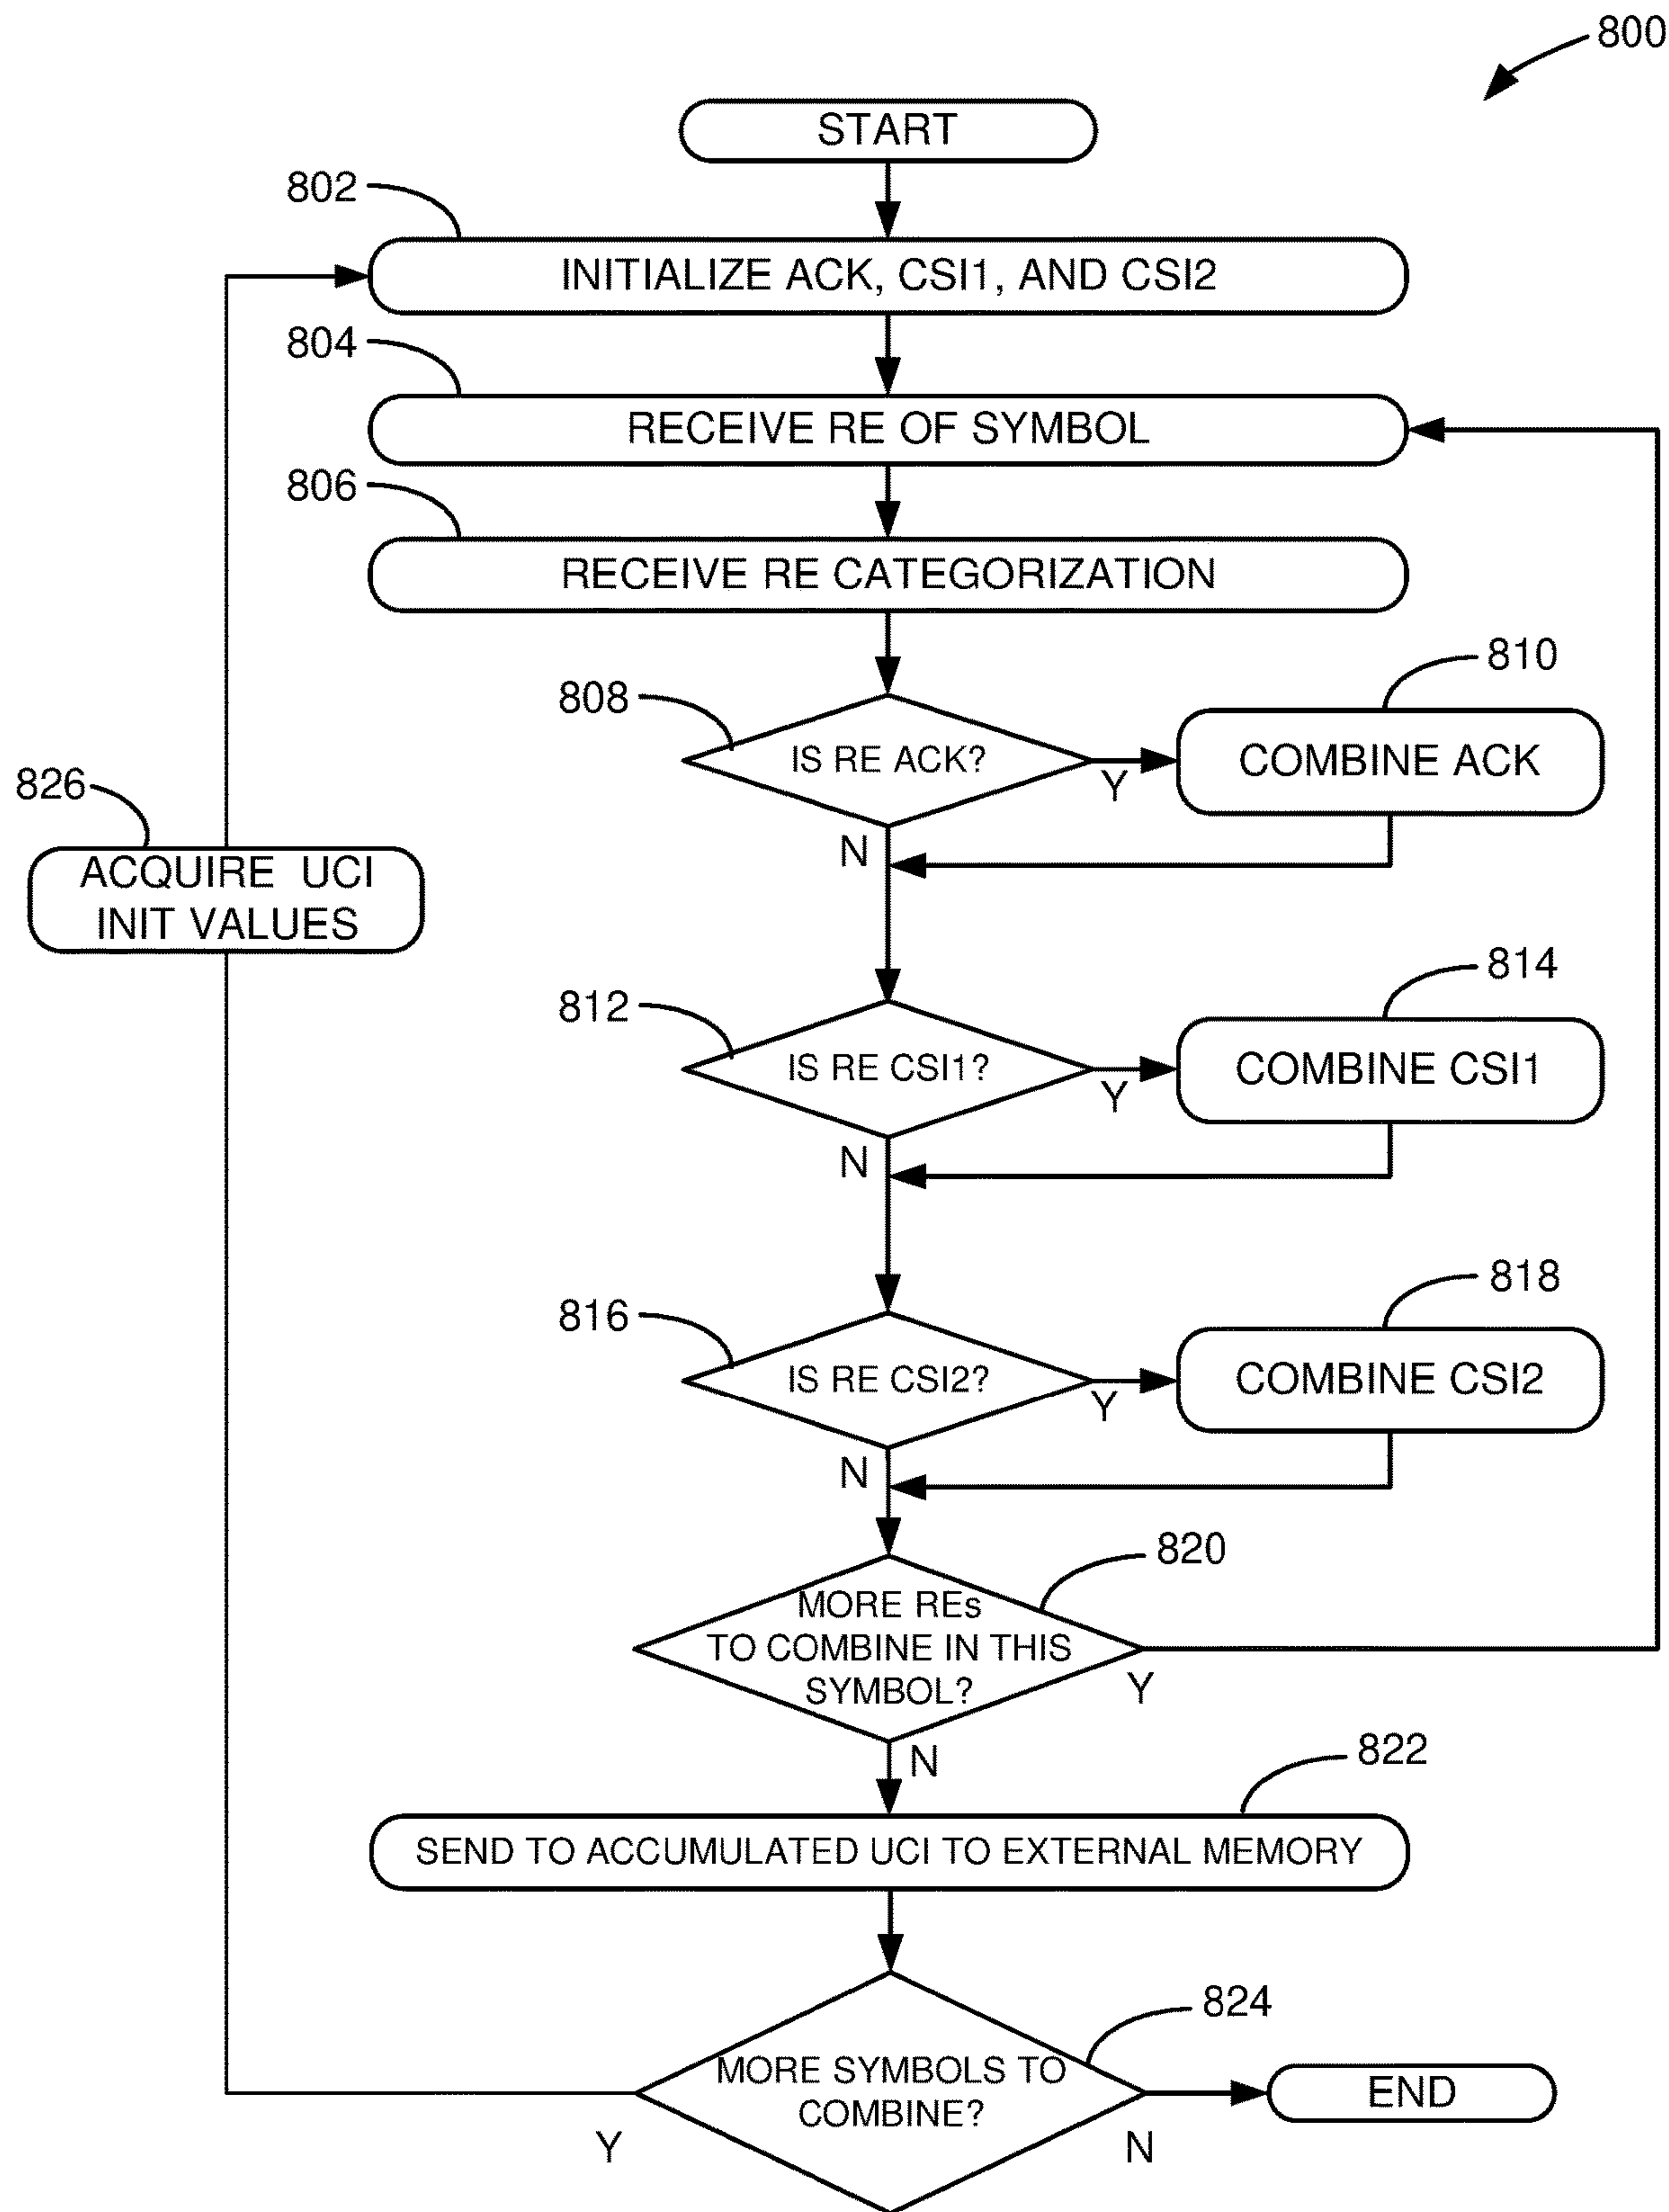 800
START
802
INITIALIZE ACK, CSI1, AND CSI2
804
RECEIVE RE OF SYMBOL
806
RECEIVE RE CATEGORIZATION
808
IS RE ACK?
Y
N
810
COMBINE ACK
826
ACQUIRE UCI
INIT VALUES
812
IS RE CSI1?
Y
N
814
COMBINE CSI1
816
IS RE CSI2?
Y
N
818
COMBINE CSI2
820
MORE REs
TO COMBINE IN THIS
SYMBOL?
Y
N
822
SEND TO ACCUMULATED UCI TO EXTERNAL MEMORY
824
MORE SYMBOLS TO
COMBINE?
Y
N
END